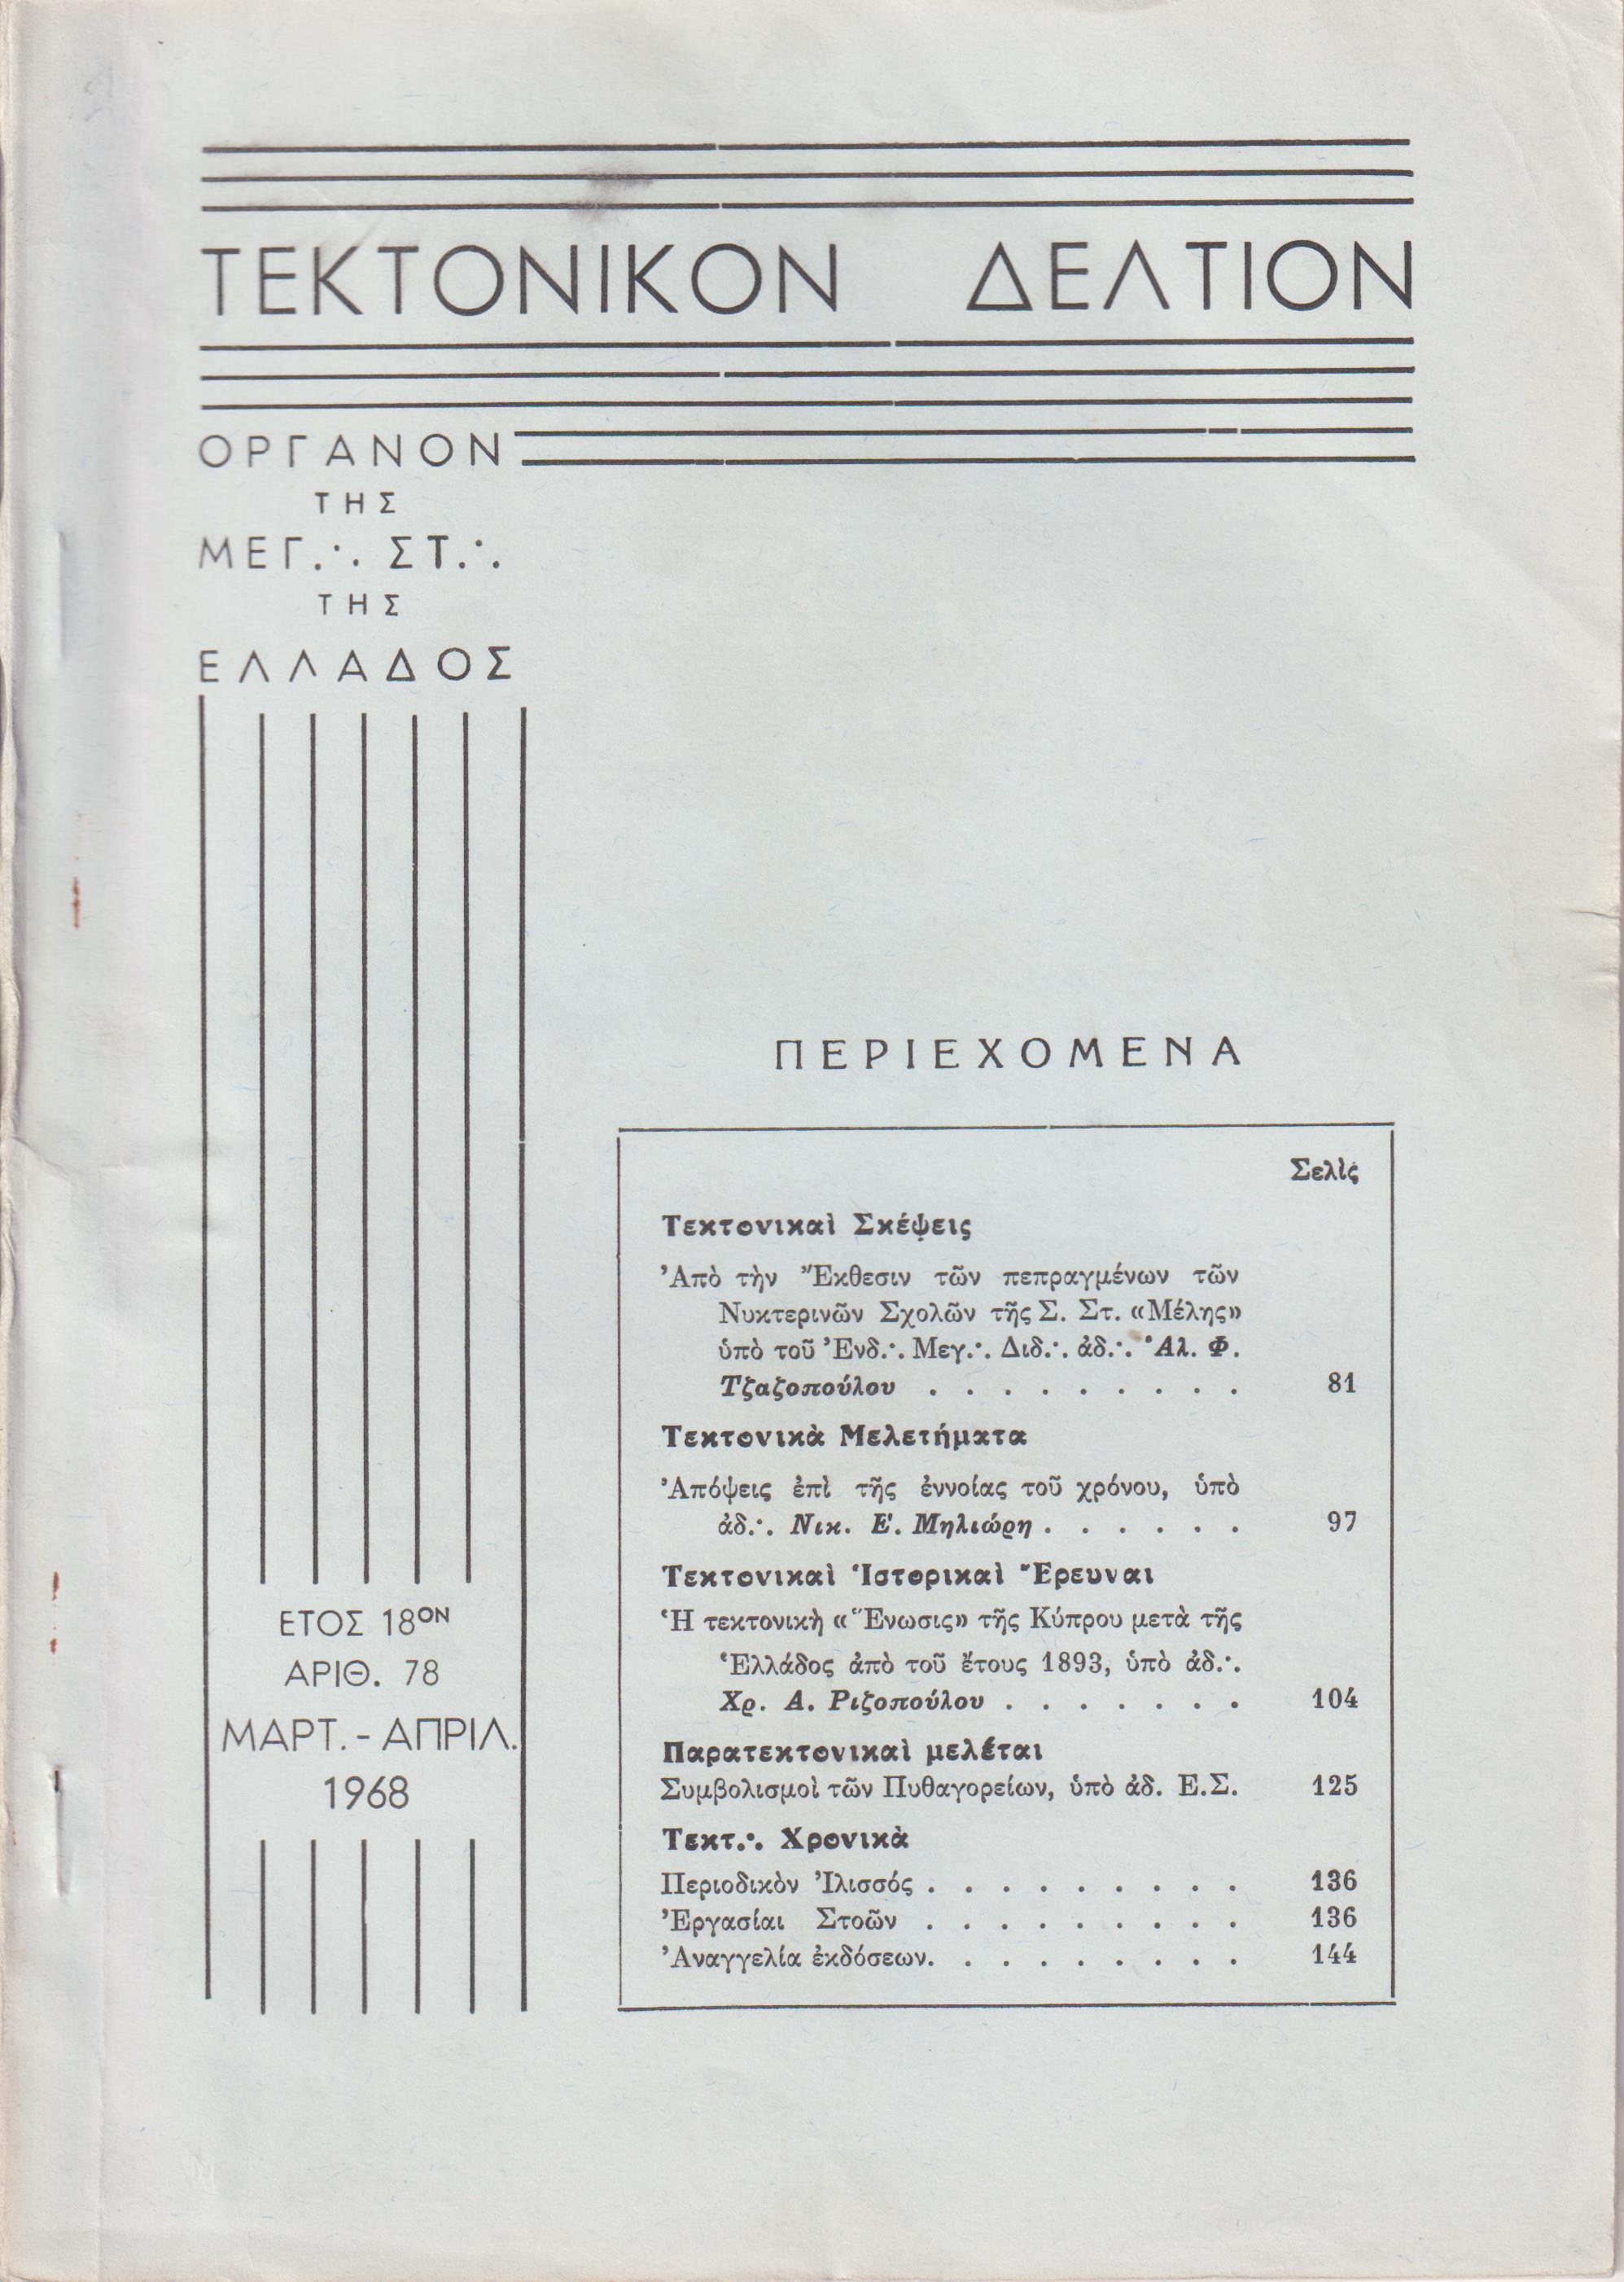 ΤΕΚΤΟΝΙΚΟΝ ΔΕΛΤΙΟΝ
ΟΡΓΑΝΟΝ
ΤΗΣ
ΜΕΓ.·. ΣΤ.·.
ΤΗΣ
ΕΛΛΑΔΟΣ
ΕΤΟΣ 18ΟΝ
ΑΡΙΘ. 78
ΜΑΡΤ. - ΑΠΡΙΛ.
1968
ΠΕΡΙΕΧΟΜΕΝΑ
Σελὶς
Τεκτονικαὶ Σκέψεις
Ἀπὸ τὴν Ἔκθεσιν τῶν πεπραγμένων τῶν
Νυκτερινῶν Σχολῶν τῆς Σ. Στ. «Μέλης»
ὑπὸ τοῦ Ἐνδ.·. Μεγ.·. Διδ.·. ἀδ.·. Ἀλ. Φ.
Τζαζοπούλου . . . . . . . . . 81
Τεκτονικὰ Μελετήματα
Ἀπόψεις ἐπὶ τῆς ἐννοίας τοῦ χρόνου, ὑπὸ
ἀδ.·. Νικ. Ε. Μηλιώρη . . . . . . 97
Τεκτονικαὶ Ἱστορικαὶ Ἔρευναι
Ἡ τεκτονικὴ «Ἕνωσις» τῆς Κύπρου μετὰ τῆς
Ἑλλάδος ἀπὸ τοῦ ἔτους 1893, ὑπὸ ἀδ.·.
Χρ. Α. Ριζοπούλου . . . . . . . 104
Παρατεκτονικαὶ μελέται
Συμβολισμοὶ τῶν Πυθαγορείων, ὑπὸ ἀδ. Ε.Σ. 125
Τεκτ.·. Χρονικὰ
Περιοδικὸν Ἰλισσός . . . . . . . . . 136
Ἐργασίαι Στοῶν . . . . . . . . . 136
Ἀναγγελία ἐκδόσεων. . . . . . . . . 144